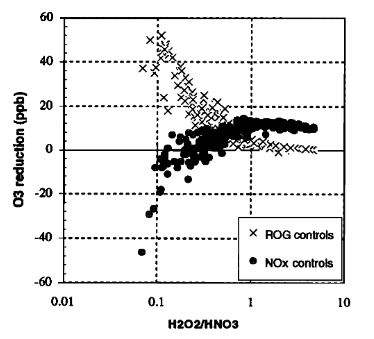 60
40
20
0
-20
-40
-60
O3 reduction (ppb)
ROG controls
NOx controls
0.01
0.1
1
10
H2O2/HNO3